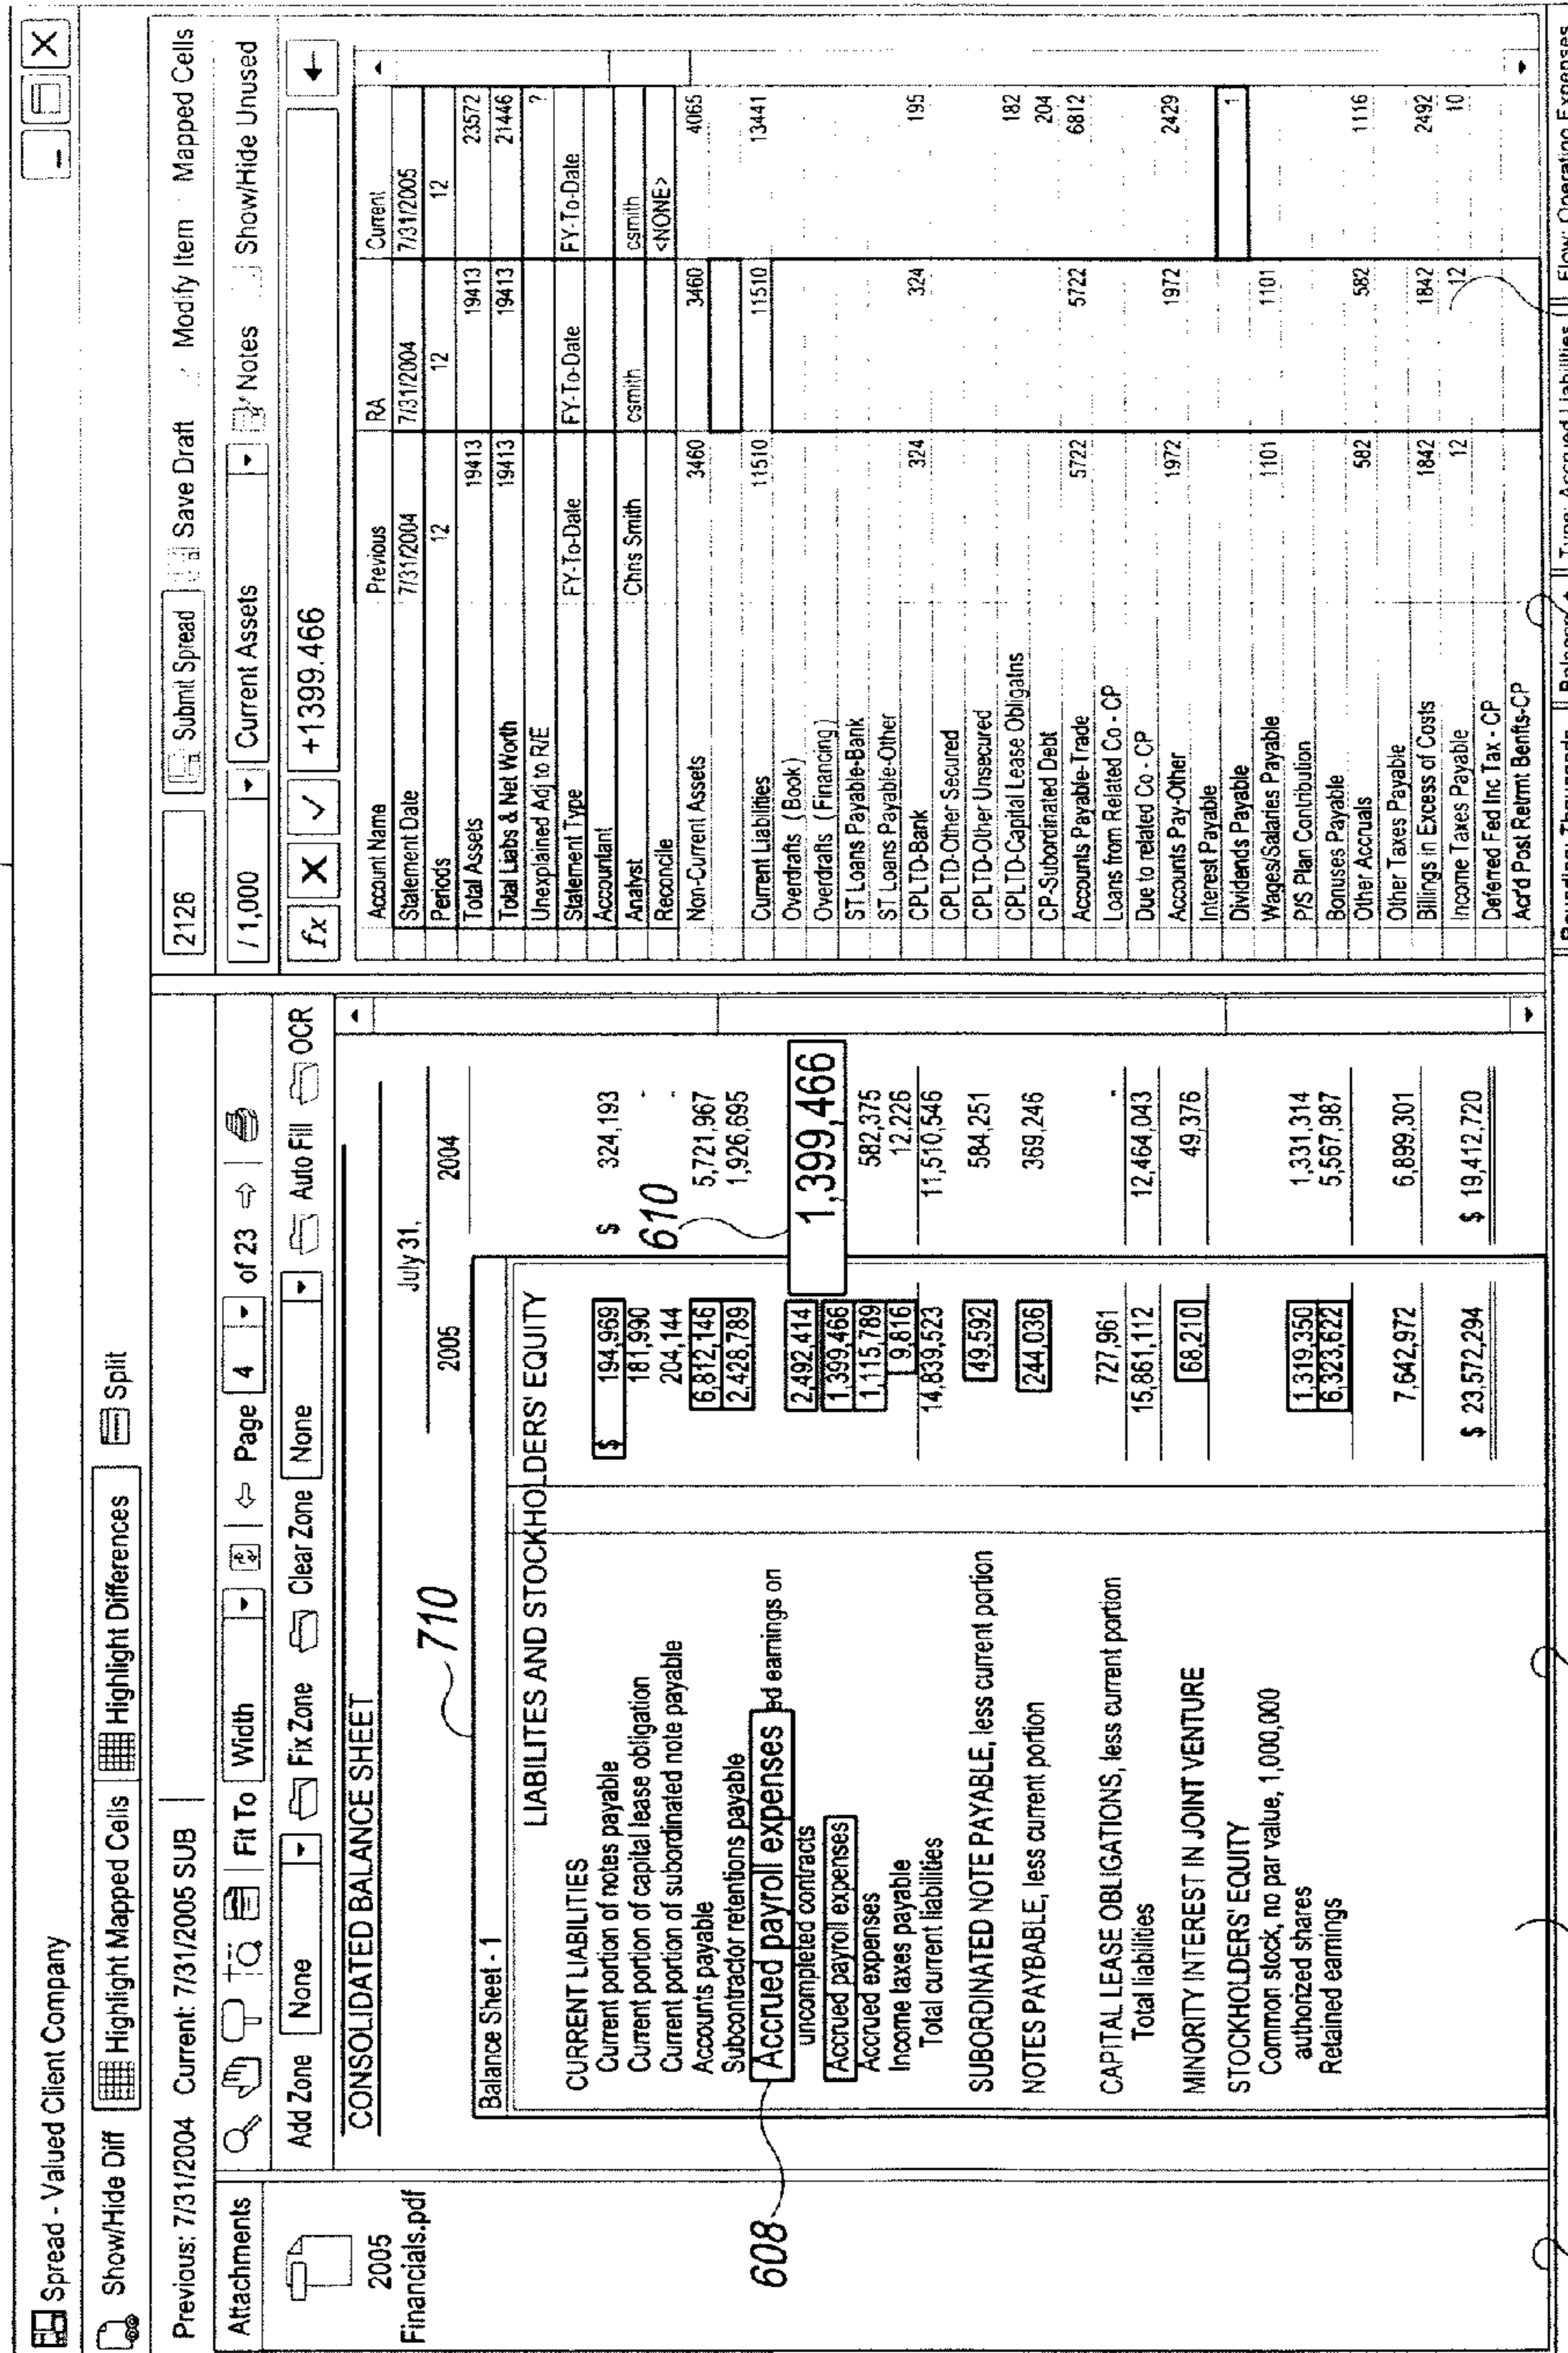 Spread - Valued Client Company
Show/Hide Diff Highlight Mapped Cells Highlight Differences Split
Previous: 7/31/2004 Current: 7/31/2005 SUB
Attachments
2005
Financials.pdf
Fit To Width Page 4 of 23
Add Zone None Fix Zone Clear Zone None Auto Fill OCR
CONSOLIDATED BALANCE SHEET
710
July 31,
2005 2004
Balance Sheet - 1
LIABILITES AND STOCKHOLDERS' EQUITY
CURRENT LIABILITIES
Current portion of notes payable $ 194,969 $ 324,193
Current portion of capital lease obligation 181,990 -
Current portion of subordinated note payable 204,144 -
610
Accounts payable 6,812,146 5,721,967
Subcontractor retentions payable 2,428,789 1,926,695
608
Accrued payroll expenses ed earnings on
uncompleted contracts 2,492,414 1,399,466
Accrued payroll expenses 1,399,466
Accrued expenses 1,115,789 582,375
Income taxes payable 9,816 12,226
Total current liabilities 14,839,523 11,510,546
SUBORDINATED NOTE PAYABLE, less current portion 49,592 584,251
NOTES PAYBABLE, less current portion 244,036 369,246
CAPITAL LEASE OBLIGATIONS, less current portion 727,961 -
Total liabilities 15,861,112 12,464,043
MINORITY INTEREST IN JOINT VENTURE 68,210 49,376
STOCKHOLDERS' EQUITY
Common stock, no par value, 1,000,000
authorized shares 1,319,350 1,331,314
Retained earnings 6,323,622 5,567,987
7,642,972 6,899,301
$ 23,572,294 $ 19,412,720
2126 Submit Spread Save Draft Modify Item Mapped Cells
/ 1,000 Current Assets Notes Show/Hide Unused
fx X ✓ +1399.466
Account Name Previous RA Current
Statement Date 7/31/2004 7/31/2004 7/31/2005
Periods 12 12 12
Total Assets 19413 19413 23572
Total Liabs & Net Worth 19413 19413 21446
Unexplained Adj to R/E ?
Statement Type FY-To-Date FY-To-Date FY-To-Date
Accountant
Analyst Chris Smith csmith csmith
Reconcile <NONE>
Non-Current Assets 3460 3460 4065
Current Liabilities 11510 11510 13441
Overdrafts (Book)
Overdrafts (Financing)
ST Loans Payable-Bank
ST Loans Payable-Other
CPLTD-Bank 324 324 195
CPLTD-Other Secured
CPLTD-Other Unsecured
CPLTD-Capital Lease Obligatns 182
CP-Subordinated Debt 204
Accounts Payable-Trade 5722 5722 6812
Loans from Related Co - CP
Due to related Co - CP
Accounts Pay-Other 1972 1972 2429
Interest Payable
Dividends Payable 1
Wages/Salaries Payable 1101 1101
P/S Plan Contribution
Bonuses Payable
Other Accruals 582 582 1116
Other Taxes Payable
Billings in Excess of Costs 1842 1842 2492
Income Taxes Payable 12 12 10
Deferred Fed Inc Tax - CP
Acr'd Post Retrmt Benfts-CP
Rounding: Thousands Balance: + Type: Accrued Liabilities Flow: Operating Expenses